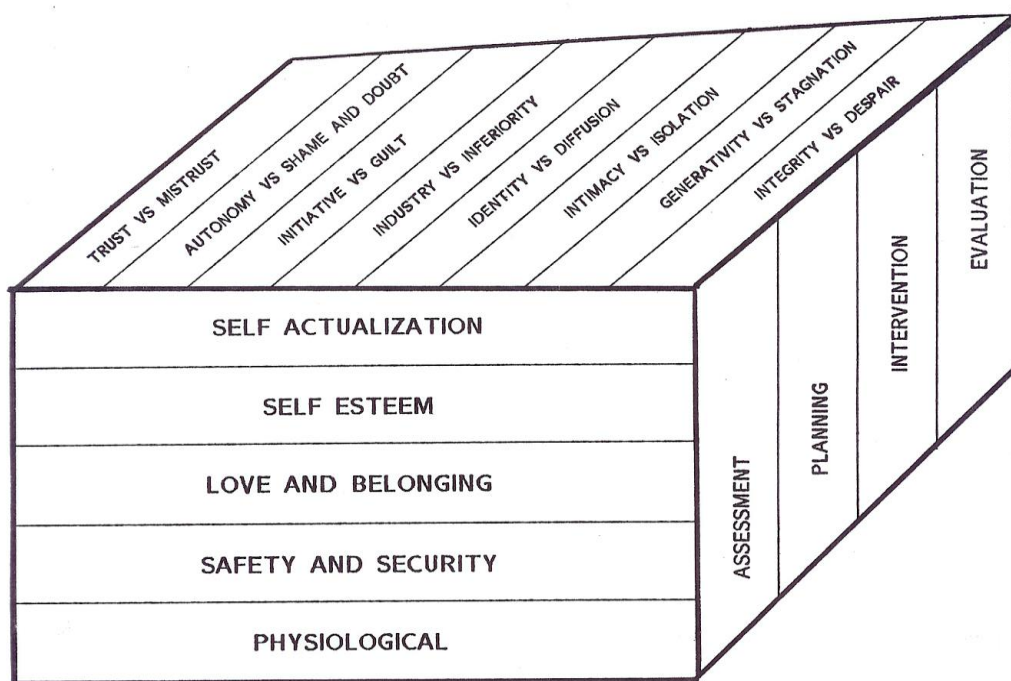 TRUST VS MISTRUST
AUTONOMY VS SHAME AND DOUBT
INITIATIVE VS GUILT
INDUSTRY VS INFERIORITY
IDENTITY VS DIFFUSION
INTIMACY VS ISOLATION
GENERATIVITY VS STAGNATION
INTEGRITY VS DESPAIR
SELF ACTUALIZATION
SELF ESTEEM
LOVE AND BELONGING
SAFETY AND SECURITY
PHYSIOLOGICAL
ASSESSMENT
PLANNING
INTERVENTION
EVALUATION